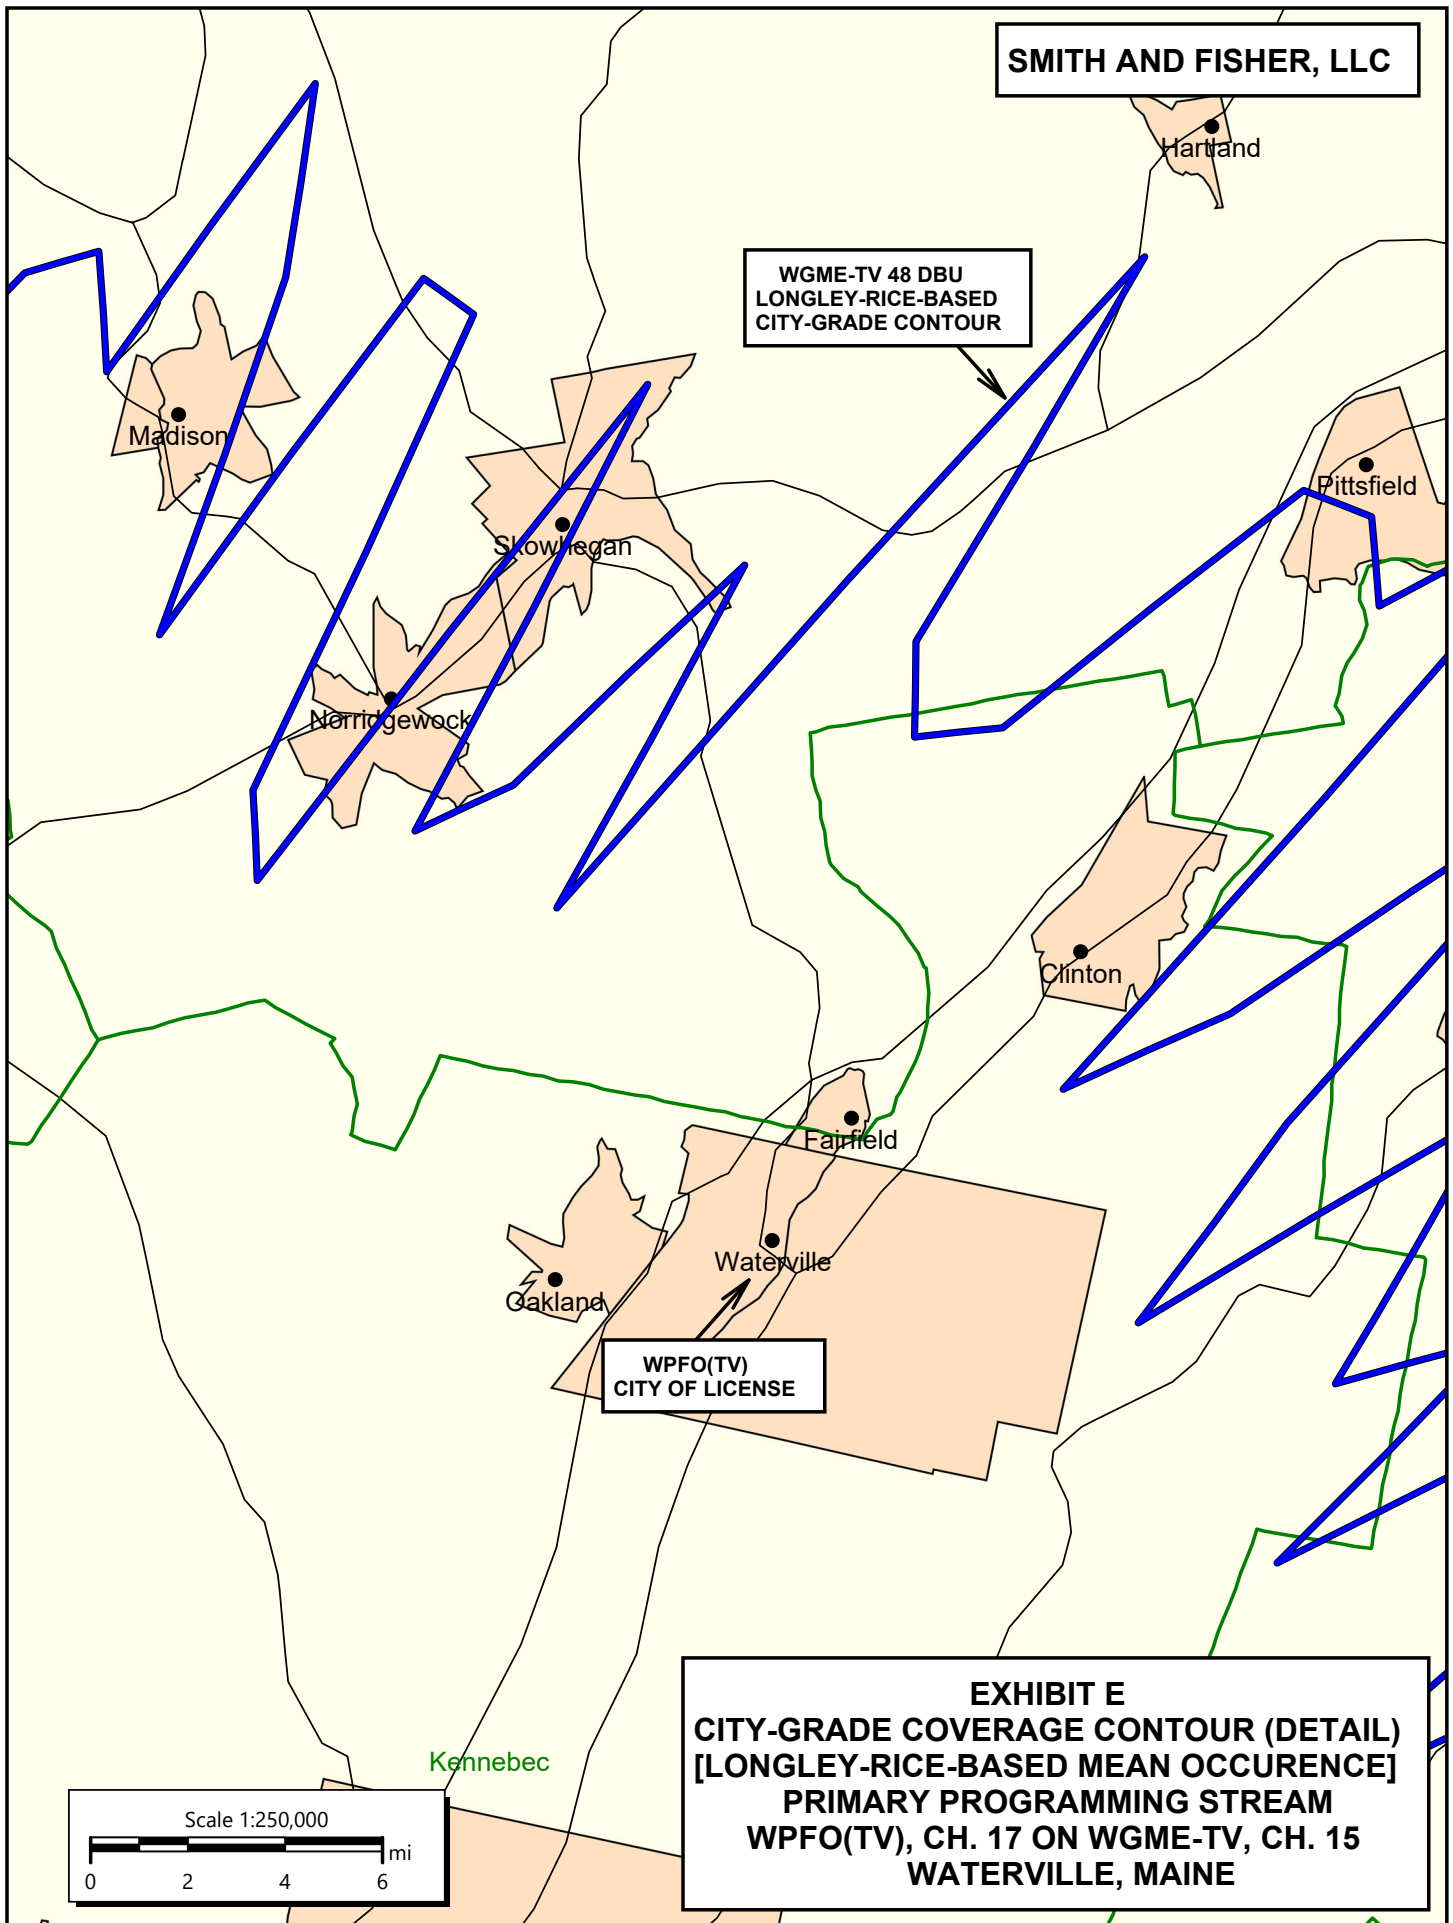 SMITH AND FISHER, LLC
Hartland
WGME-TV 48 DBU
LONGLEY-RICE-BASED
CITY-GRADE CONTOUR
Madison
Pittsfield
Skowhegan
Norridgewock
Clinton
Fairfield
Waterville
Oakland
WPFO(TV)
CITY OF LICENSE
Kennebec
EXHIBIT E
CITY-GRADE COVERAGE CONTOUR (DETAIL)
[LONGLEY-RICE-BASED MEAN OCCURENCE]
PRIMARY PROGRAMMING STREAM
WPFO(TV), CH. 17 ON WGME-TV, CH. 15
WATERVILLE, MAINE
Scale 1:250,000
mi
0 2 4 6